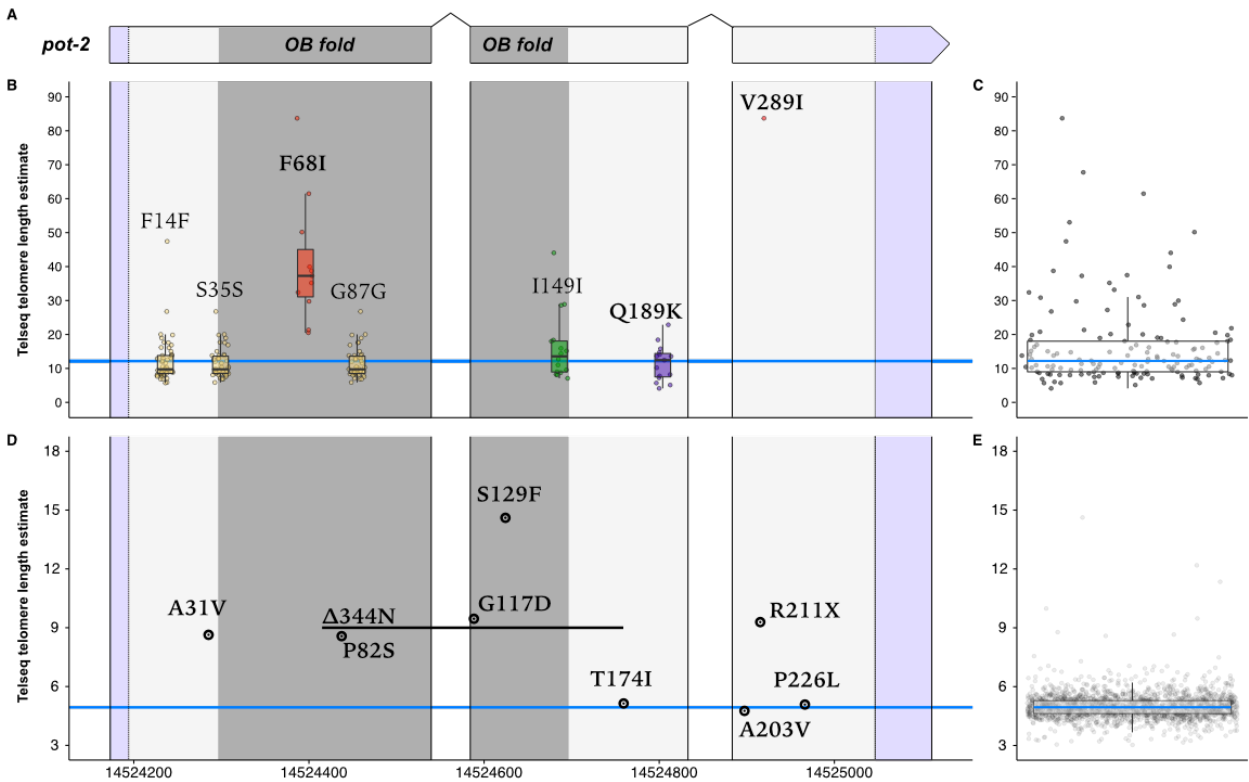 A
pot-2
OB fold
OB fold
B
C
Telseq telomere length estimate
90
80
70
60
50
40
30
20
10
0
F14F
S35S
F68I
G87G
I149I
Q189K
V289I
90
80
70
60
50
40
30
20
10
0
D
E
Telseq telomere length estimate
18
15
12
9
6
3
A31V
Δ344N
P82S
S129F
G117D
T174I
R211X
P226L
A203V
18
15
12
9
6
3
14524200
14524400
14524600
14524800
14525000